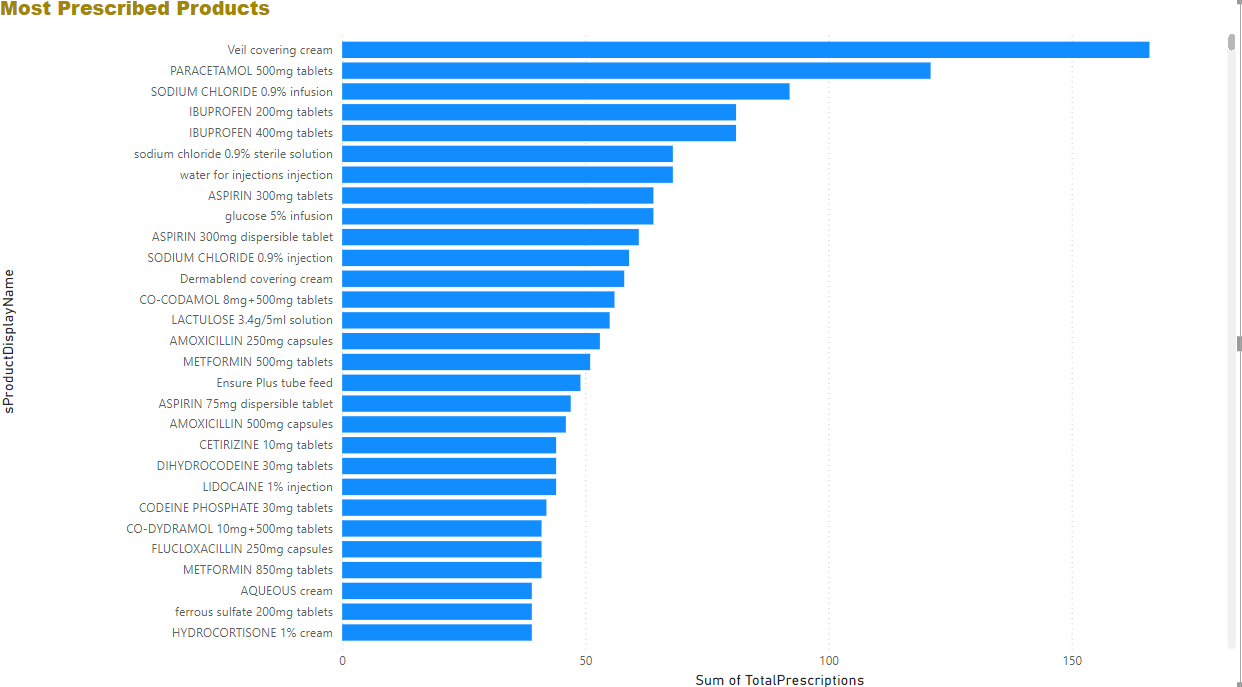 Most Prescribed Products
sProductDisplayName
Veil covering cream
PARACETAMOL 500mg tablets
SODIUM CHLORIDE 0.9% infusion
IBUPROFEN 200mg tablets
IBUPROFEN 400mg tablets
sodium chloride 0.9% sterile solution
water for injections injection
ASPIRIN 300mg tablets
glucose 5% infusion
ASPIRIN 300mg dispersible tablet
SODIUM CHLORIDE 0.9% injection
Dermablend covering cream
CO-CODAMOL 8mg+500mg tablets
LACTULOSE 3.4g/5ml solution
AMOXICILLIN 250mg capsules
METFORMIN 500mg tablets
Ensure Plus tube feed
ASPIRIN 75mg dispersible tablet
AMOXICILLIN 500mg capsules
CETIRIZINE 10mg tablets
DIHYDROCODEINE 30mg tablets
LIDOCAINE 1% injection
CODEINE PHOSPHATE 30mg tablets
CO-DYDRAMOL 10mg+500mg tablets
FLUCLOXACILLIN 250mg capsules
METFORMIN 850mg tablets
AQUEOUS cream
ferrous sulfate 200mg tablets
HYDROCORTISONE 1% cream
0 50 100 150
Sum of TotalPrescriptions